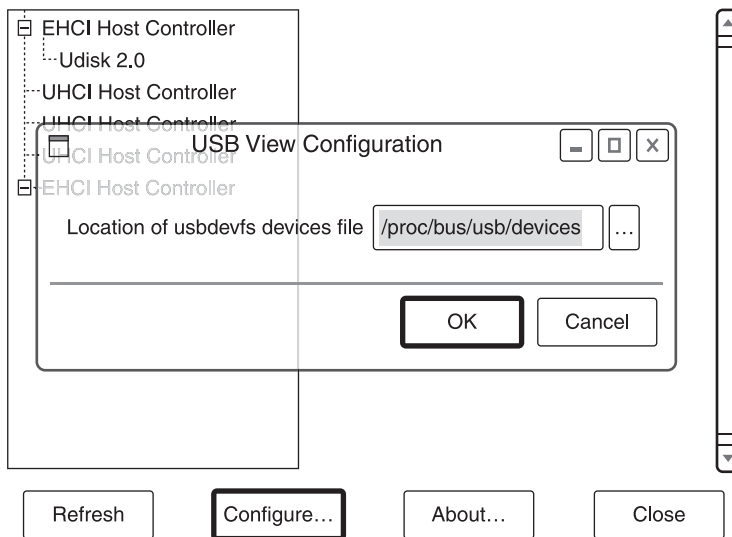 EHCI Host Controller
Udisk 2.0
UHCI Host Controller
UHCI Host Controller
USB View Configuration
UHCI Host Controller
EHCI Host Controller
Location of usbdevfs devices file /proc/bus/usb/devices ...
OK Cancel
Refresh Configure... About... Close